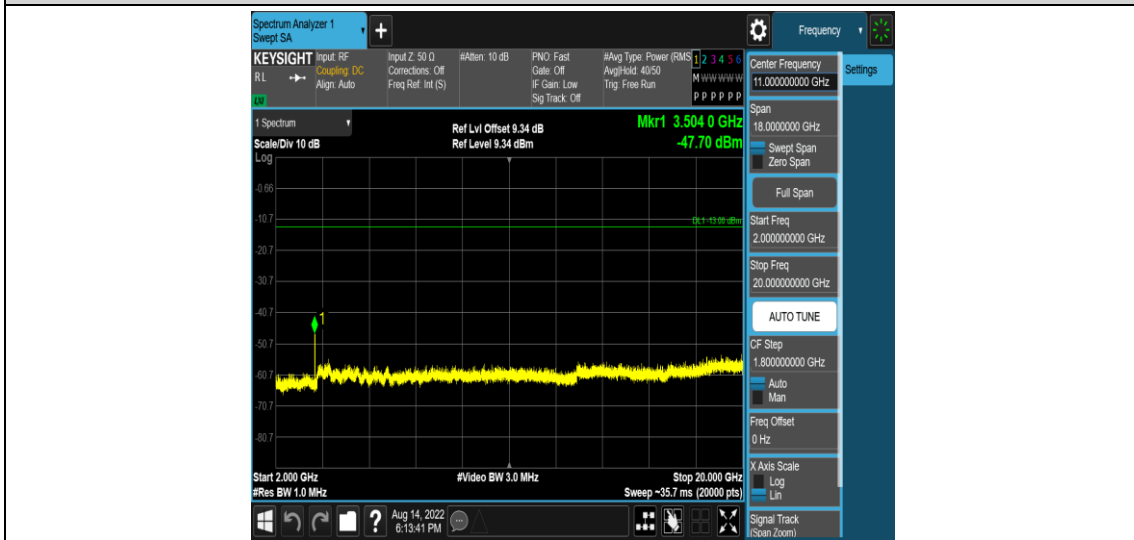 Spectrum Analyzer 1
Swept SA
+
Frequency
KEYSIGHT
RL
LXI
Input: RF
Coupling: DC
Align: Auto
Input Z: 50 Ω
Corrections: Off
Freq Ref: Int (S)
#Atten: 10 dB
PNO: Fast
Gate: Off
IF Gain: Low
Sig Track: Off
#Avg Type: Power (RMS
Avg|Hold: 40/50
Trig: Free Run
1 2 3 4 5 6
M W W W W W
P P P P P P
Center Frequency
11.000000000 GHz
Settings
1 Spectrum
Scale/Div 10 dB
Log
Ref Lvl Offset 9.34 dB
Ref Level 9.34 dBm
Mkr1 3.504 0 GHz
-47.70 dBm
Span
18.0000000 GHz
Swept Span
Zero Span
Full Span
Start Freq
2.000000000 GHz
Stop Freq
20.000000000 GHz
AUTO TUNE
CF Step
1.800000000 GHz
Auto
Man
Freq Offset
0 Hz
X Axis Scale
Log
Lin
Signal Track
(Span Zoom)
-0.66
-10.7
DL1 -13.00 dBm
-20.7
-30.7
-40.7
1
-50.7
-60.7
-70.7
-80.7
Start 2.000 GHz
#Res BW 1.0 MHz
#Video BW 3.0 MHz
Stop 20.000 GHz
Sweep ~35.7 ms (20000 pts)
?
Aug 14, 2022
6:13:41 PM